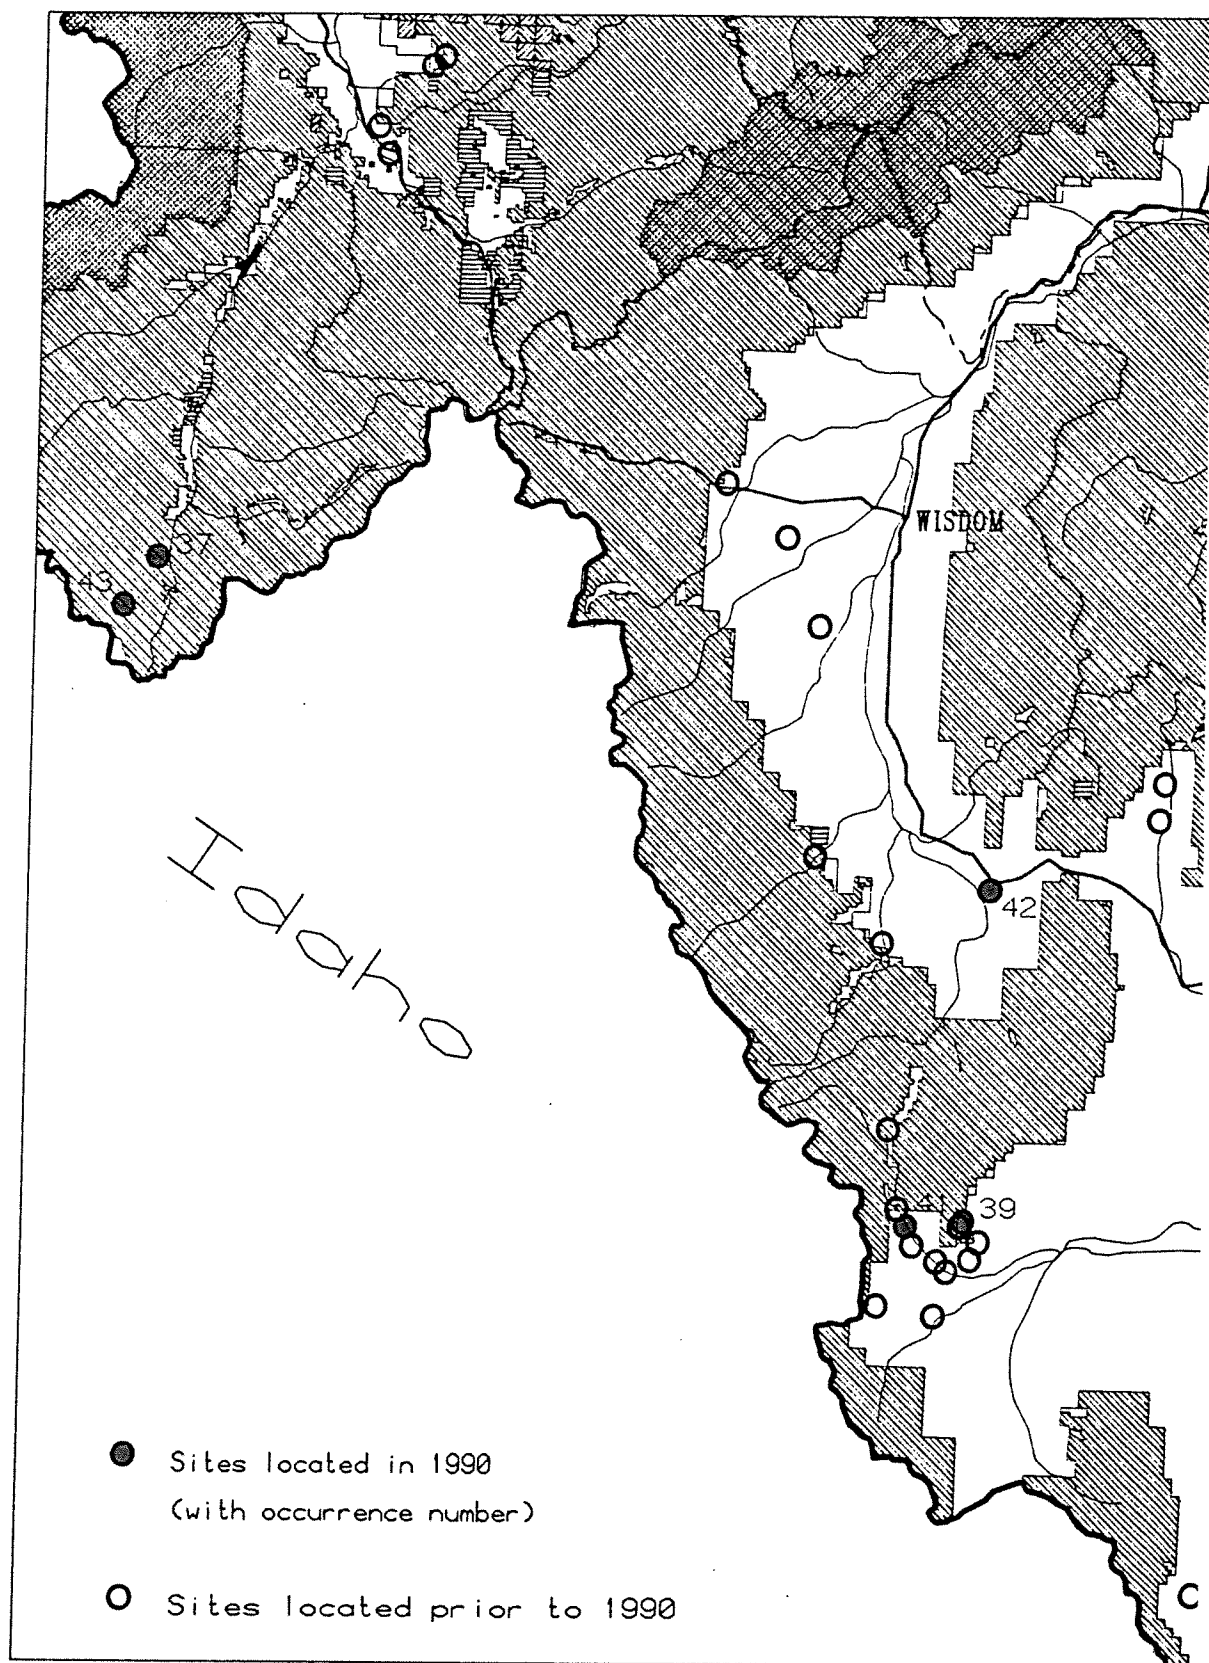 WISDOM
37
43
Idaho
42
41
39
Sites located in 1990
(with occurrence number)
Sites located prior to 1990